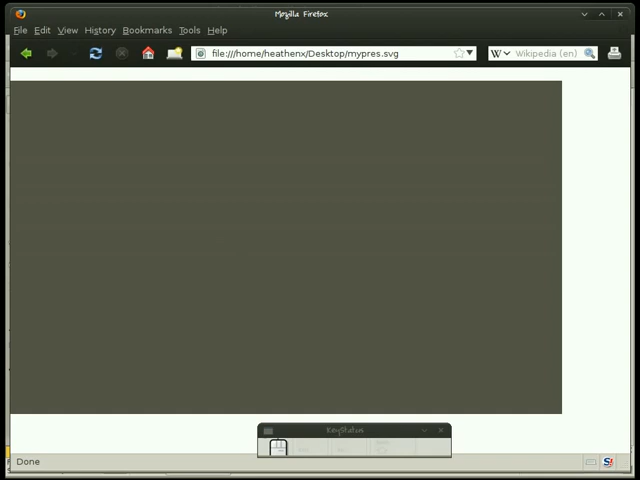 Mozilla Firefox
File Edit View History Bookmarks Tools Help
file:///home/heathenx/Desktop/mypres.svg
W Wikipedia (en)
KeyStatus
Done
S